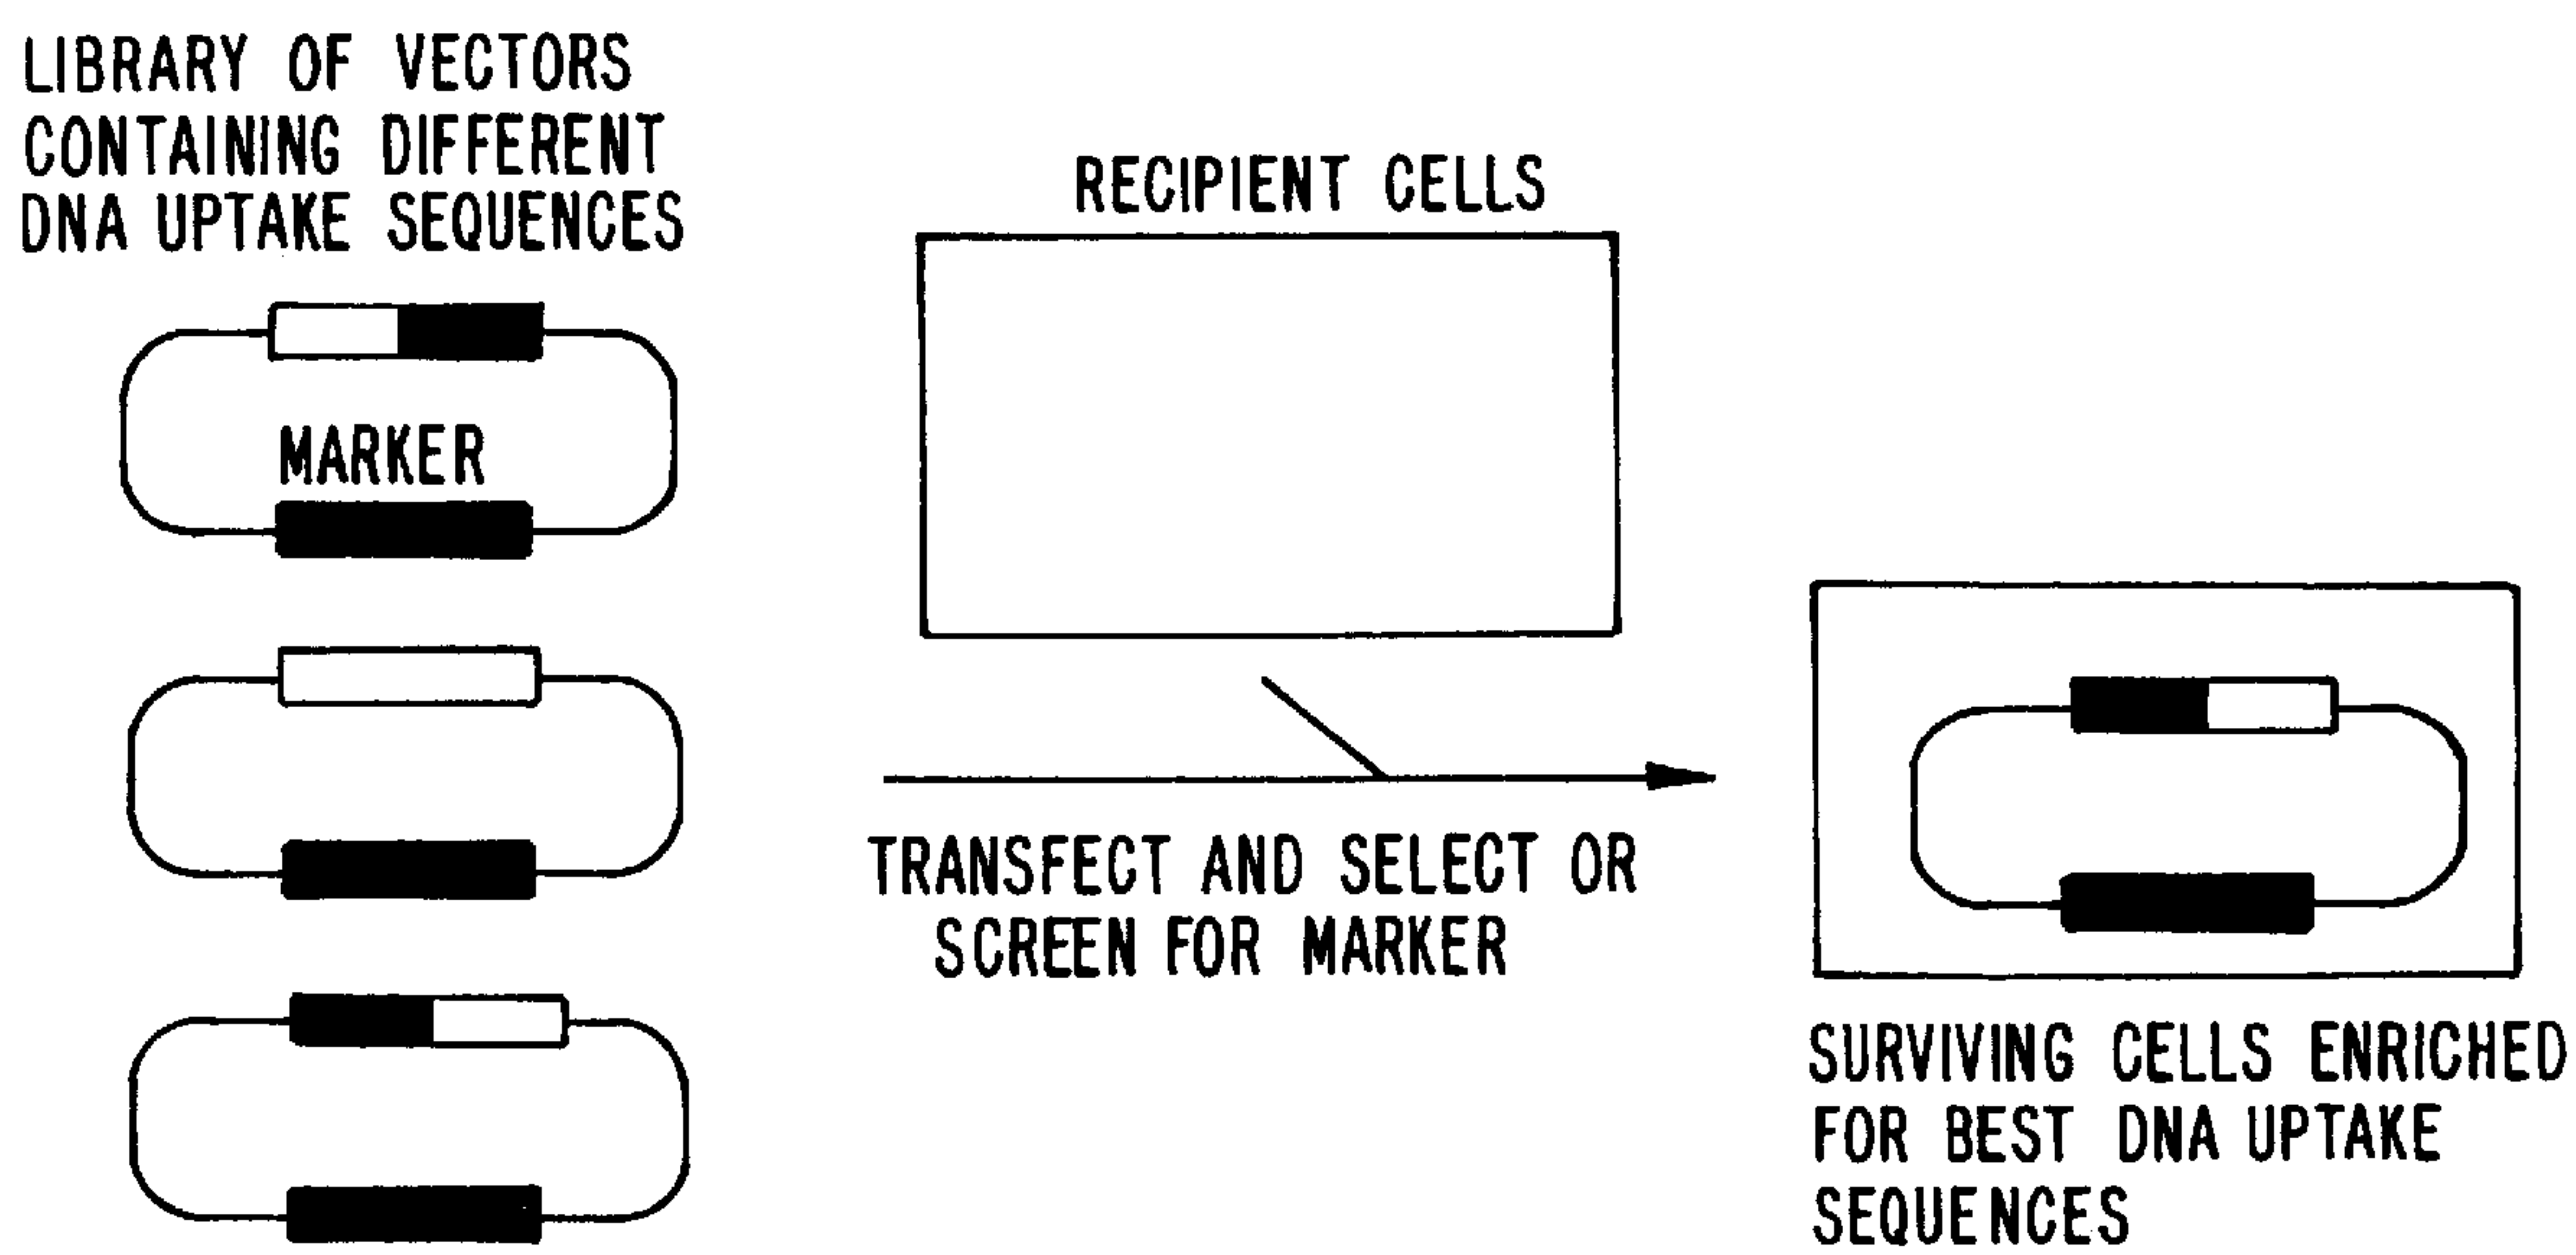 LIBRARY OF VECTORS
CONTAINING DIFFERENT
DNA UPTAKE SEQUENCES
MARKER
RECIPIENT CELLS
TRANSFECT AND SELECT OR
SCREEN FOR MARKER
SURVIVING CELLS ENRICHED
FOR BEST DNA UPTAKE
SEQUENCES